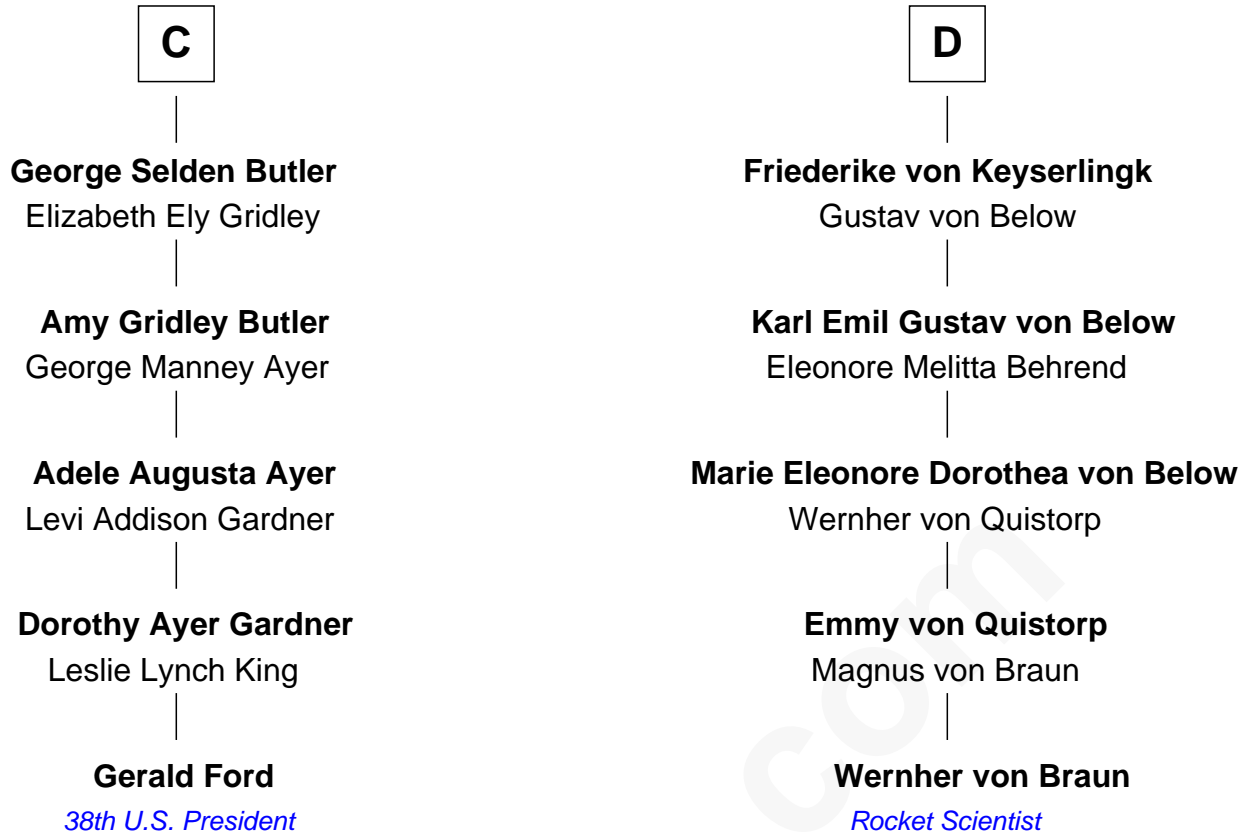 C
George Selden Butler
Elizabeth Ely Gridley
Amy Gridley Butler
George Manney Ayer
Adele Augusta Ayer
Levi Addison Gardner
Dorothy Ayer Gardner
Leslie Lynch King
Gerald Ford
38th U.S. President
D
Friederike von Keyserlingk
Gustav von Below
Karl Emil Gustav von Below
Eleonore Melitta Behrend
Marie Eleonore Dorothea von Below
Wernher von Quistorp
Emmy von Quistorp
Magnus von Braun
Wernher von Braun
Rocket Scientist
com